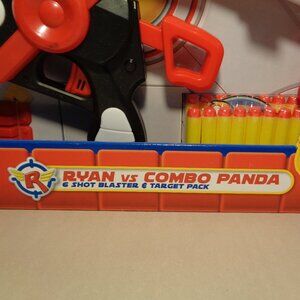 R
RYAN vs COMBO PANDA
6 SHOT BLASTER & TARGET PACK